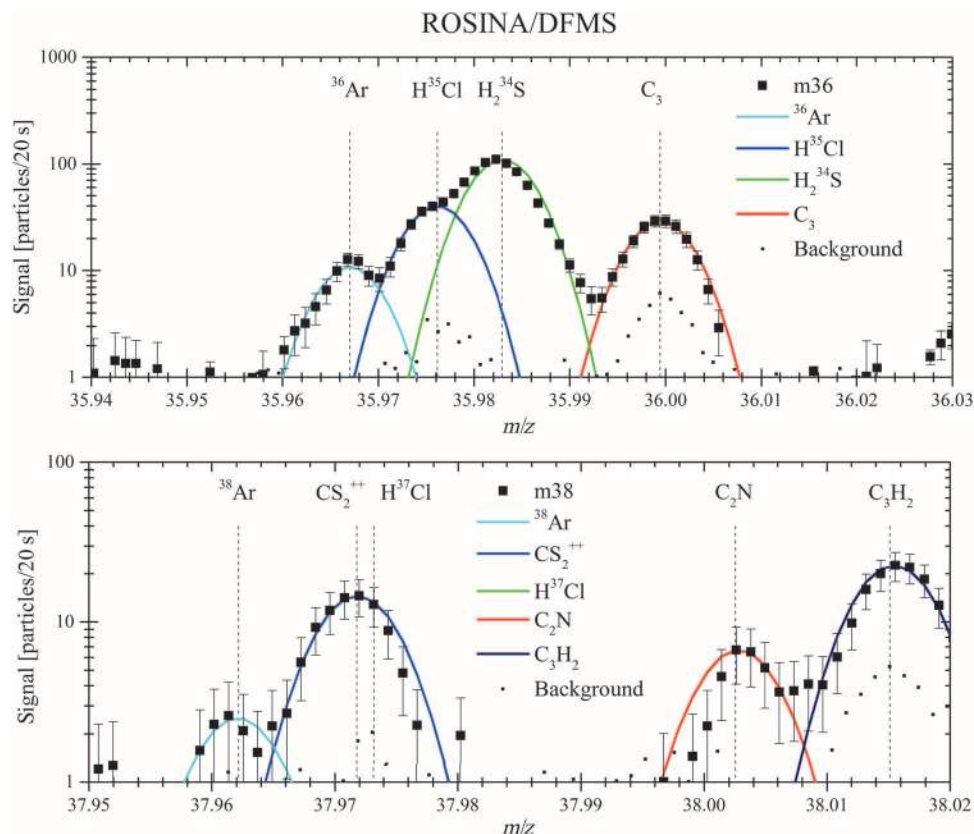 ROSINA/DFMS
1000
100
10
1
Signal [particles/20 s]
³⁶Ar H³⁵Cl H₂³⁴S C₃
m36
³⁶Ar
H³⁵Cl
H₂³⁴S
C₃
Background
35.94 35.95 35.96 35.97 35.98 35.99 36.00 36.01 36.02 36.03
m/z
100
10
1
Signal [particles/20 s]
³⁸Ar CS₂⁺⁺ H³⁷Cl C₂N C₃H₂
m38
³⁸Ar
CS₂⁺⁺
H³⁷Cl
C₂N
C₃H₂
Background
37.95 37.96 37.97 37.98 37.99 38.00 38.01 38.02
m/z